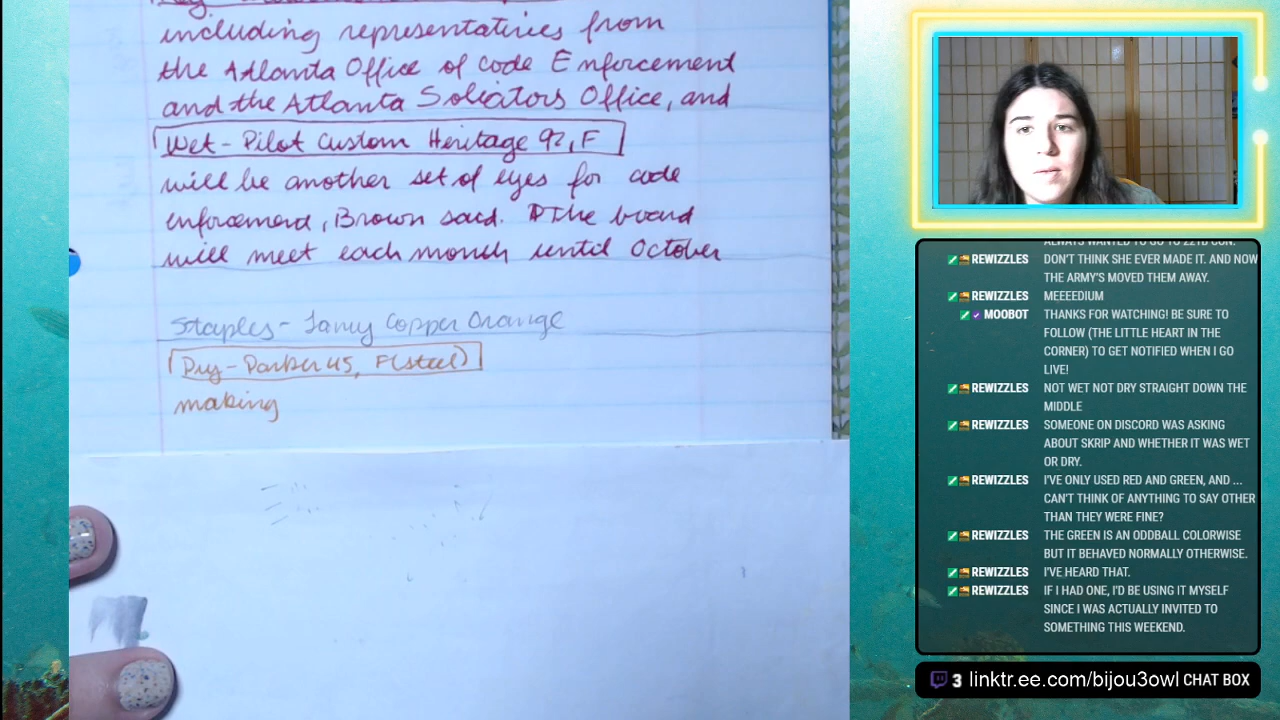 including representatives from
the Atlanta Office of Code Enforcement
and the Atlanta Soliciators Office, and
Wet- Pilot Custom Heritage 92, F
will be another set of eyes for code
enforcement, Brown said. The board
will meet each month until October
Staples- Lamy Copper Orange
Dry- Parker 45, F(steel)
making
ALWAYS WANTED TO GO TO 221B CON.
REWIZZLES DON'T THINK SHE EVER MADE IT. AND NOW
THE ARMY'S MOVED THEM AWAY.
REWIZZLES MEEEEDIUM
MOOBOT THANKS FOR WATCHING! BE SURE TO
FOLLOW (THE LITTLE HEART IN THE
CORNER) TO GET NOTIFIED WHEN I GO
LIVE!
REWIZZLES NOT WET NOT DRY STRAIGHT DOWN THE
MIDDLE
REWIZZLES SOMEONE ON DISCORD WAS ASKING
ABOUT SKRIP AND WHETHER IT WAS WET
OR DRY.
REWIZZLES I'VE ONLY USED RED AND GREEN, AND ...
CAN'T THINK OF ANYTHING TO SAY OTHER
THAN THEY WERE FINE?
REWIZZLES THE GREEN IS AN ODDBALL COLORWISE
BUT IT BEHAVED NORMALLY OTHERWISE.
REWIZZLES I'VE HEARD THAT.
REWIZZLES IF I HAD ONE, I'D BE USING IT MYSELF
SINCE I WAS ACTUALLY INVITED TO
SOMETHING THIS WEEKEND.
3 linktr.ee.com/bijou3owl CHAT BOX